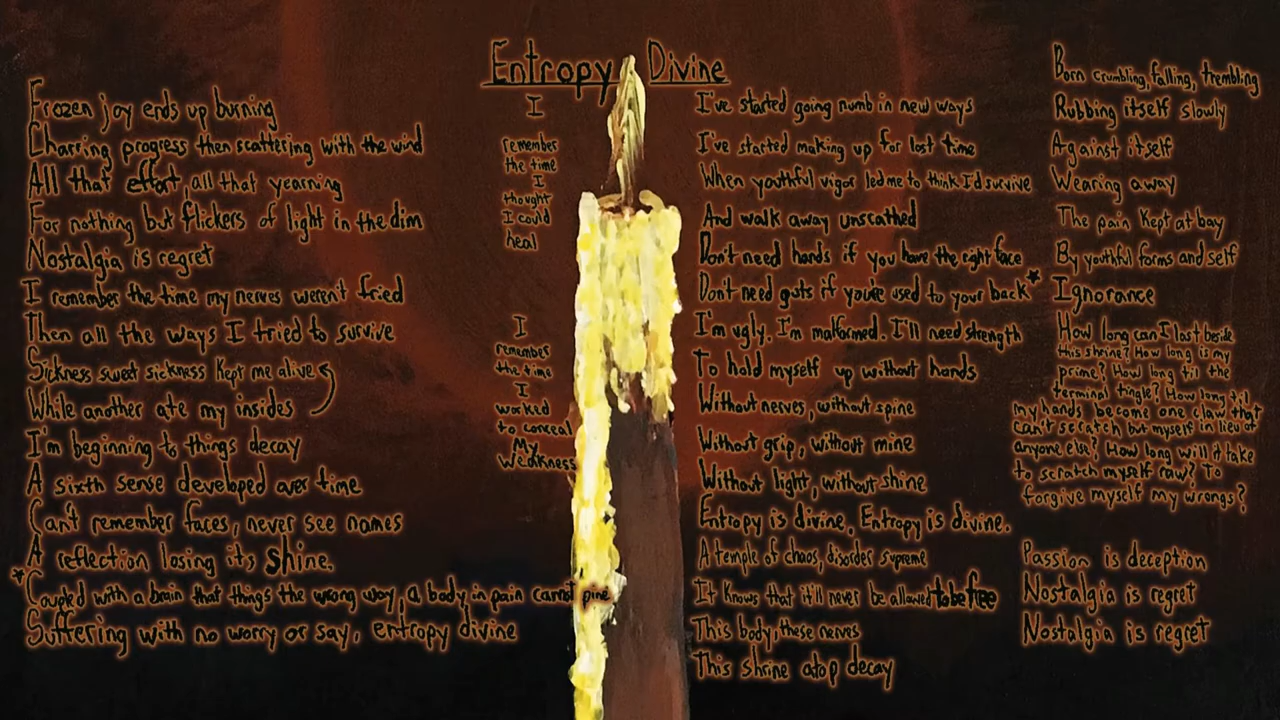 Entropy Divine
Frozen joy ends up burning
Charring progress then scattering with the wind
All that effort, all that yearning
For nothing but flickers of light in the dim
Nostalgia is regret
I remember the time my nerves weren't fried
Then all the ways I tried to survive
Sickness sweet sickness kept me alive
While another ate my insides
I'm beginning to things decay
A sixth sense developed over time
Can't remember faces, never see names
A reflection losing its shine.
*Coupled with a brain that things the wrong way, a body in pain cannot pine
Suffering with no worry or say, entropy divine
I
remember
the time
I
thought
I could
heal
I
remember
the time
I
worked
to conceal
My
Weakness
I've started going numb in new ways
I've started making up for lost time
When youthful vigor led me to think I'd survive
And walk away unscathed
Don't need hands if you have the right face
Don't need guts if you're used to your back*
I'm ugly. I'm malformed. I'll need strength
To hold myself up without hands
Without nerves, without spine
Without grip, without mine
Without light, without shine
Entropy is divine, Entropy is divine.
A temple of chaos, disorder supreme
It knows that it'll never be allowed to be free
This body, these nerves
This shrine atop decay
Born crumbling, falling, trembling
Rubbing itself slowly
Against itself
Wearing away
The pain kept at bay
By youthful forms and self
Ignorance
How long can I last beside
this shrine? How long is my
prime? How long til the
terminal tingle? How long til
my hands become one claw that
can't scratch but myself in lieu of
anyone else? How long will it take
to scratch myself raw? To
forgive myself my wrongs?
Passion is deception
Nostalgia is regret
Nostalgia is regret